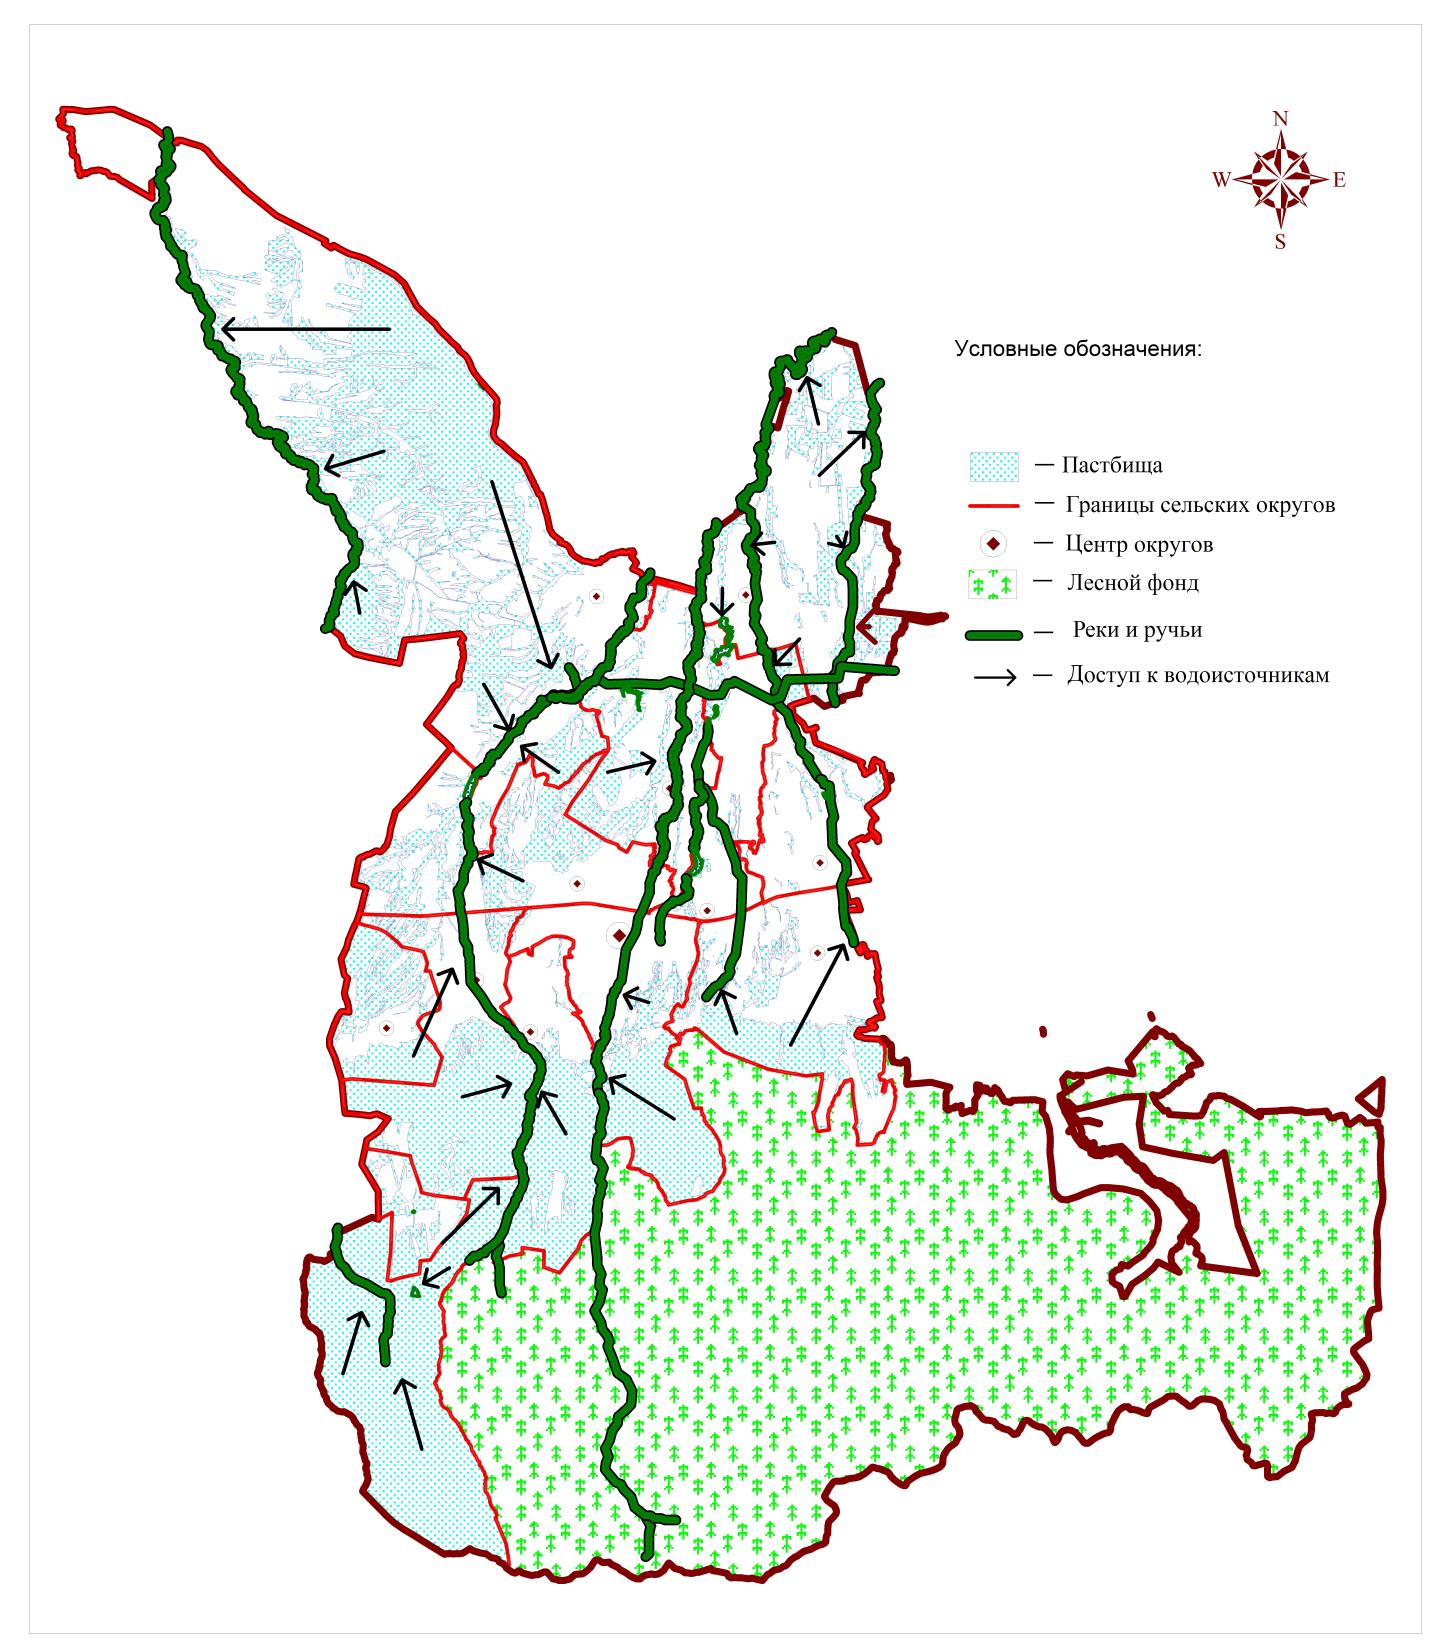 N
W E
S
Условные обозначения:
— Пастбища
— Границы сельских округов
— Центр округов
— Лесной фонд
— Реки и ручьи
— Доступ к водоисточникам